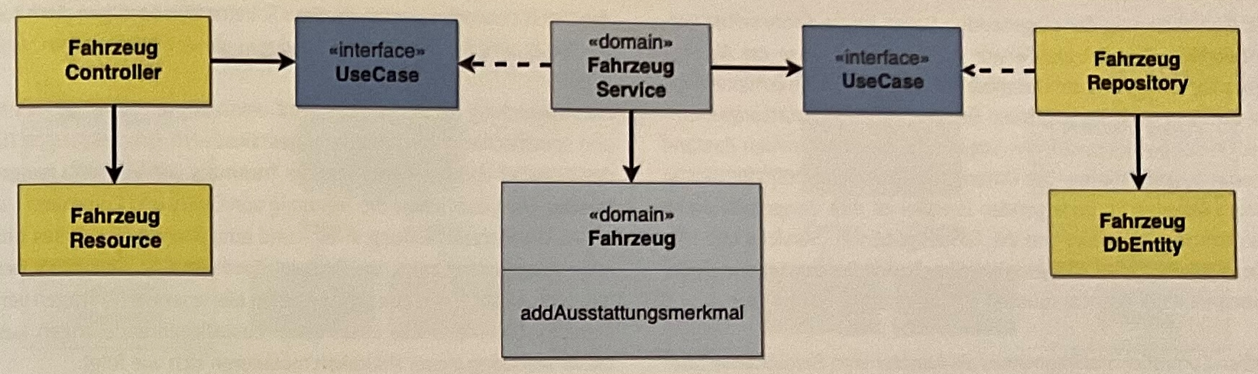 Fahrzeug
Controller
«interface»
UseCase
«domain»
Fahrzeug
Service
«interface»
UseCase
Fahrzeug
Repository
Fahrzeug
Resource
«domain»
Fahrzeug
addAusstattungsmerkmal
Fahrzeug
DbEntity